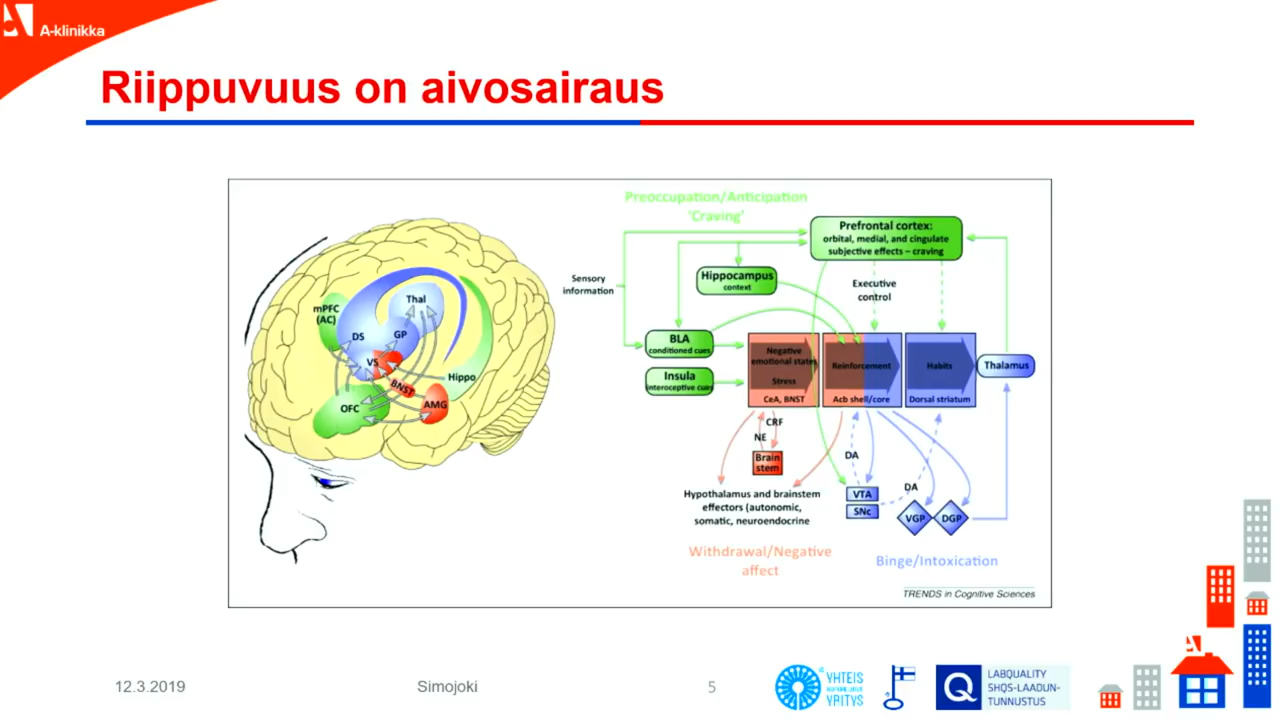 A-klinikka
Riippuvuus on aivosairaus
mPFC
(AC)
Thal
DS
GP
VS
BNST
Hippo
OFC
AMG
Preoccupation/Anticipation
'Craving'
Prefrontal cortex:
orbital, medial, and cingulate
subjective effects – craving
Sensory
information
Hippocampus
context
Executive
control
BLA
conditioned cues
Insula
interoceptive cues
Negative
emotional states
Stress
CeA, BNST
Reinforcement
Acb shell/core
Habits
Dorsal striatum
Thalamus
CRF
NE
Brain
stem
DA
DA
VTA
SNc
VGP
DGP
Hypothalamus and brainstem
effectors (autonomic,
somatic, neuroendocrine
Withdrawal/Negative
affect
Binge/Intoxication
TRENDS in Cognitive Sciences
12.3.2019
Simojoki
5
YHTEIS
YRITYS
Q
LABQUALITY
SHQS-LAADUN-
TUNNUSTUS